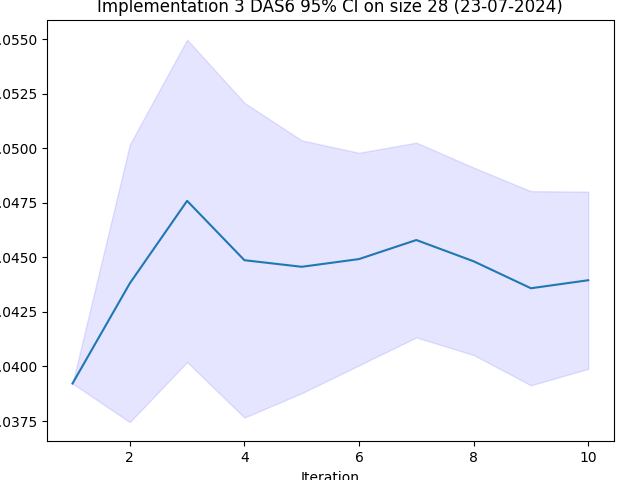 Implementation 3 DAS6 95% CI on size 28 (23-07-2024)
.0550
.0525
.0500
.0475
.0450
.0425
.0400
.0375
2 4 6 8 10
Iteration